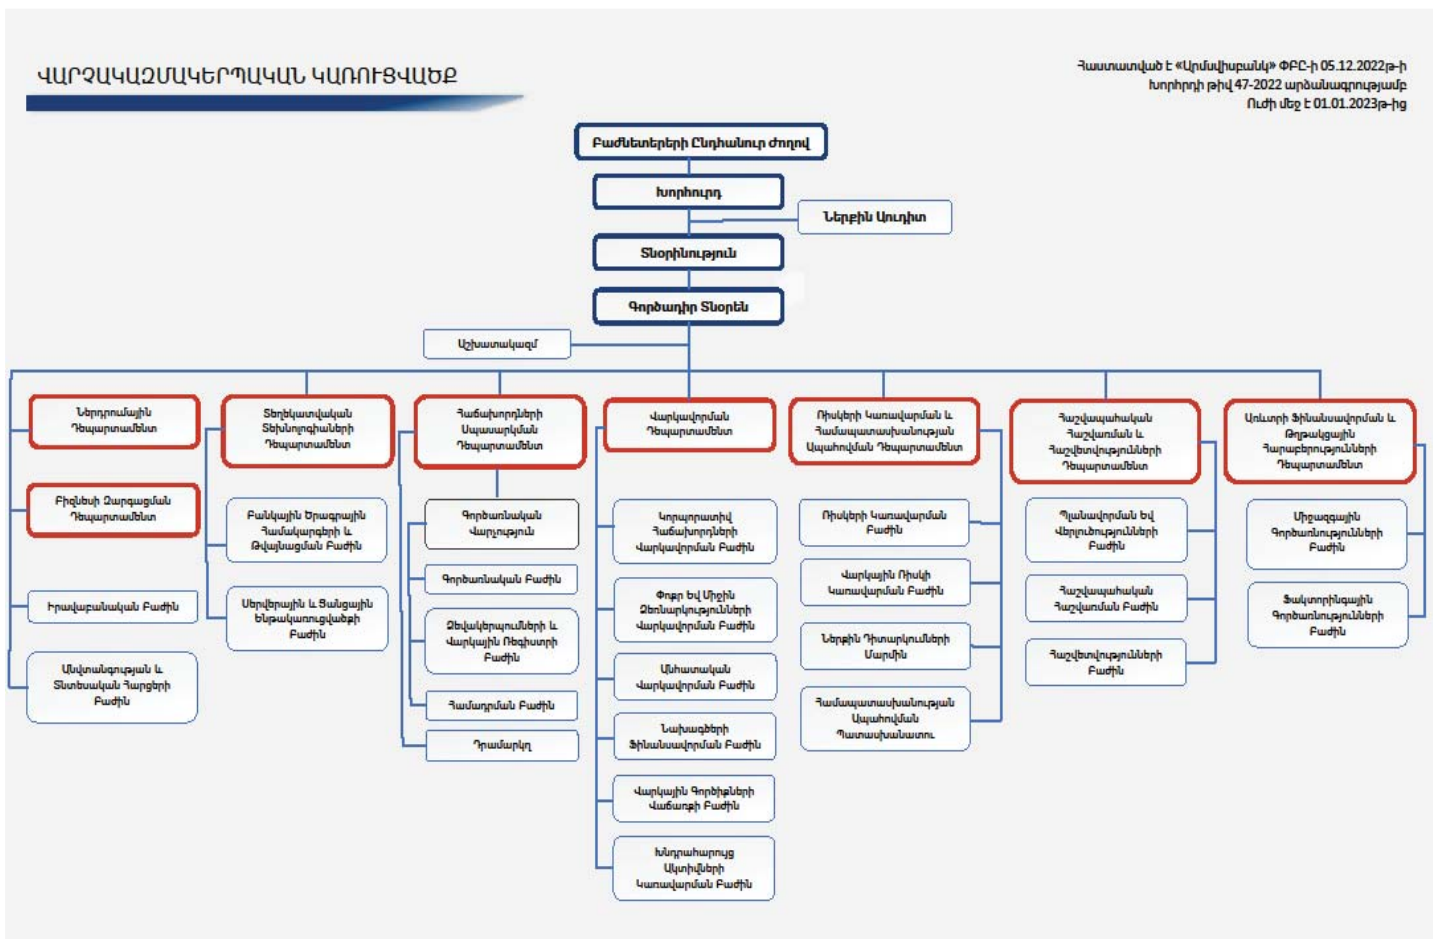 ՎԱՐՉԱԿԱԶՄԱԿԵՐՊԱԿԱՆ ԿԱՌՈՒՑՎԱԾՔ
Հաստատված է «Արմսվիսբանկ» ՓԲԸ-ի 05.12.2022թ-ի
Խորհրդի թիվ 47-2022 արձանագրությամբ
Ուժի մեջ է 01.01.2023թ-ից
Բաժնետերերի Ընդհանուր Ժողով
Խորհուրդ
Ներքին Աուդիտ
Տնօրինություն
Գործադիր Տնօրեն
Աշխատակազմ
Ներդրումային
Դեպարտամենտ
Բիզնեսի Զարգացման
Դեպարտամենտ
Իրավաբանական Բաժին
Անվտանգության և
Տնտեսական Հարցերի
Բաժին
Տեղեկատվական
Տեխնոլոգիաների
Դեպարտամենտ
Բանկային Ծրագրային
Համակարգերի և
Թվայնացման Բաժին
Սերվերային և Ցանցային
Ենթակառուցվածքի
Բաժին
Հաճախորդների
Սպասարկման
Դեպարտամենտ
Գործառնական
Վարչություն
Գործառնական Բաժին
Ձևակերպումների և
Վարկային Ռեգիստրի
Բաժին
Համադրման Բաժին
Դրամարկղ
Վարկավորման
Դեպարտամենտ
Կորպորատիվ
Հաճախորդների
Վարկավորման Բաժին
Փոքր Եվ Միջին
Ձեռնարկությունների
Վարկավորման Բաժին
Անհատական
Վարկավորման Բաժին
Նախագծերի
Ֆինանսավորման Բաժին
Վարկային Գործիքների
Վաճառքի Բաժին
Խնդրահարույց
Ակտիվների
Կառավարման Բաժին
Ռիսկերի Կառավարման և
Համապատասխանության
Ապահովման Դեպարտամենտ
Ռիսկերի Կառավարման
Բաժին
Վարկային Ռիսկի
Կառավարման Բաժին
Ներքին Դիտարկումների
Մարմին
Համապատասխանության
Ապահովման
Պատասխանատու
Հաշվապահական
Հաշվառման և
Հաշվետվությունների
Դեպարտամենտ
Պլանավորման Եվ
Վերլուծությունների
Բաժին
Հաշվապահական
Հաշվառման Բաժին
Հաշվետվությունների
Բաժին
Առևտրի Ֆինանսավորման և
Թղթակցային
Հարաբերությունների
Դեպարտամենտ
Միջազգային
Գործառնությունների
Բաժին
Ֆակտորինգային
Գործառնությունների
Բաժին